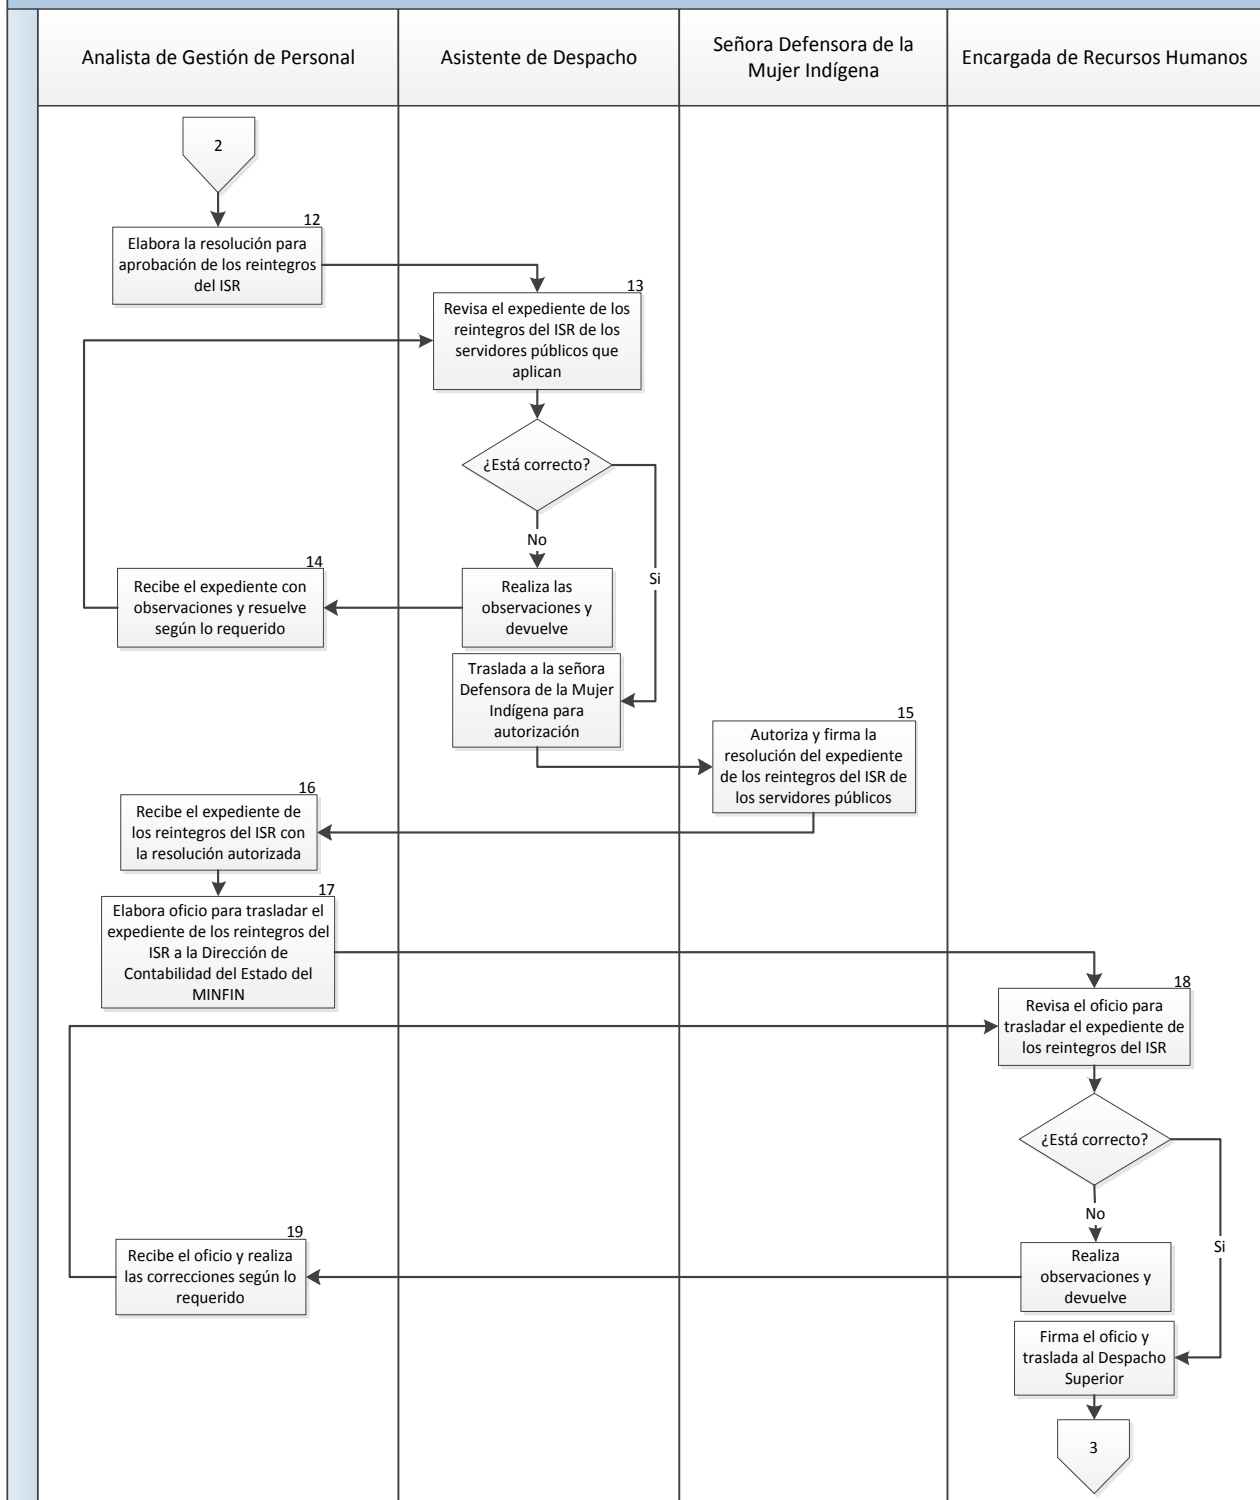 Analista de Gestión de Personal
Asistente de Despacho
Señora Defensora de la
Mujer Indígena
Encargada de Recursos Humanos
2
12
Elabora la resolución para
aprobación de los reintegros
del ISR
13
Revisa el expediente de los
reintegros del ISR de los
servidores públicos que
aplican
¿Está correcto?
No
Si
14
Recibe el expediente con
observaciones y resuelve
según lo requerido
Realiza las
observaciones y
devuelve
Traslada a la señora
Defensora de la Mujer
Indígena para
autorización
15
Autoriza y firma la
resolución del expediente
de los reintegros del ISR de
los servidores públicos
16
Recibe el expediente de
los reintegros del ISR con
la resolución autorizada
17
Elabora oficio para trasladar el
expediente de los reintegros del
ISR a la Dirección de
Contabilidad del Estado del
MINFIN
18
Revisa el oficio para
trasladar el expediente de
los reintegros del ISR
¿Está correcto?
No
Si
19
Recibe el oficio y realiza
las correcciones según lo
requerido
Realiza
observaciones y
devuelve
Firma el oficio y
traslada al Despacho
Superior
3